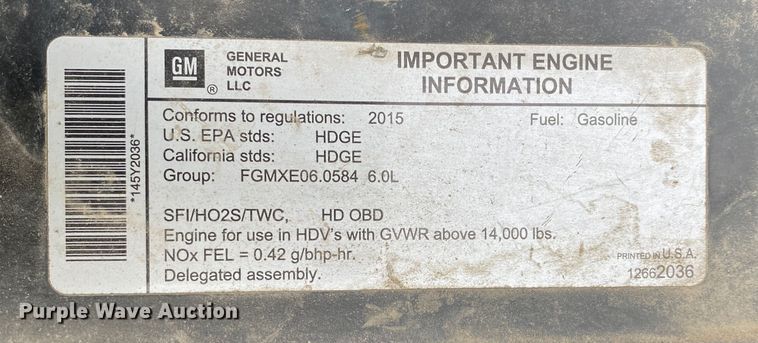 GM ®
GENERAL
MOTORS
LLC
IMPORTANT ENGINE
INFORMATION
*145Y2036*
Conforms to regulations: 2015 Fuel: Gasoline
U.S. EPA stds: HDGE
California stds: HDGE
Group: FGMXE06.0584 6.0L
SFI/HO2S/TWC, HD OBD
Engine for use in HDV's with GVWR above 14,000 lbs.
NOx FEL = 0.42 g/bhp-hr.
Delegated assembly.
PRINTED IN U.S.A.
12662036
Purple Wave Auction